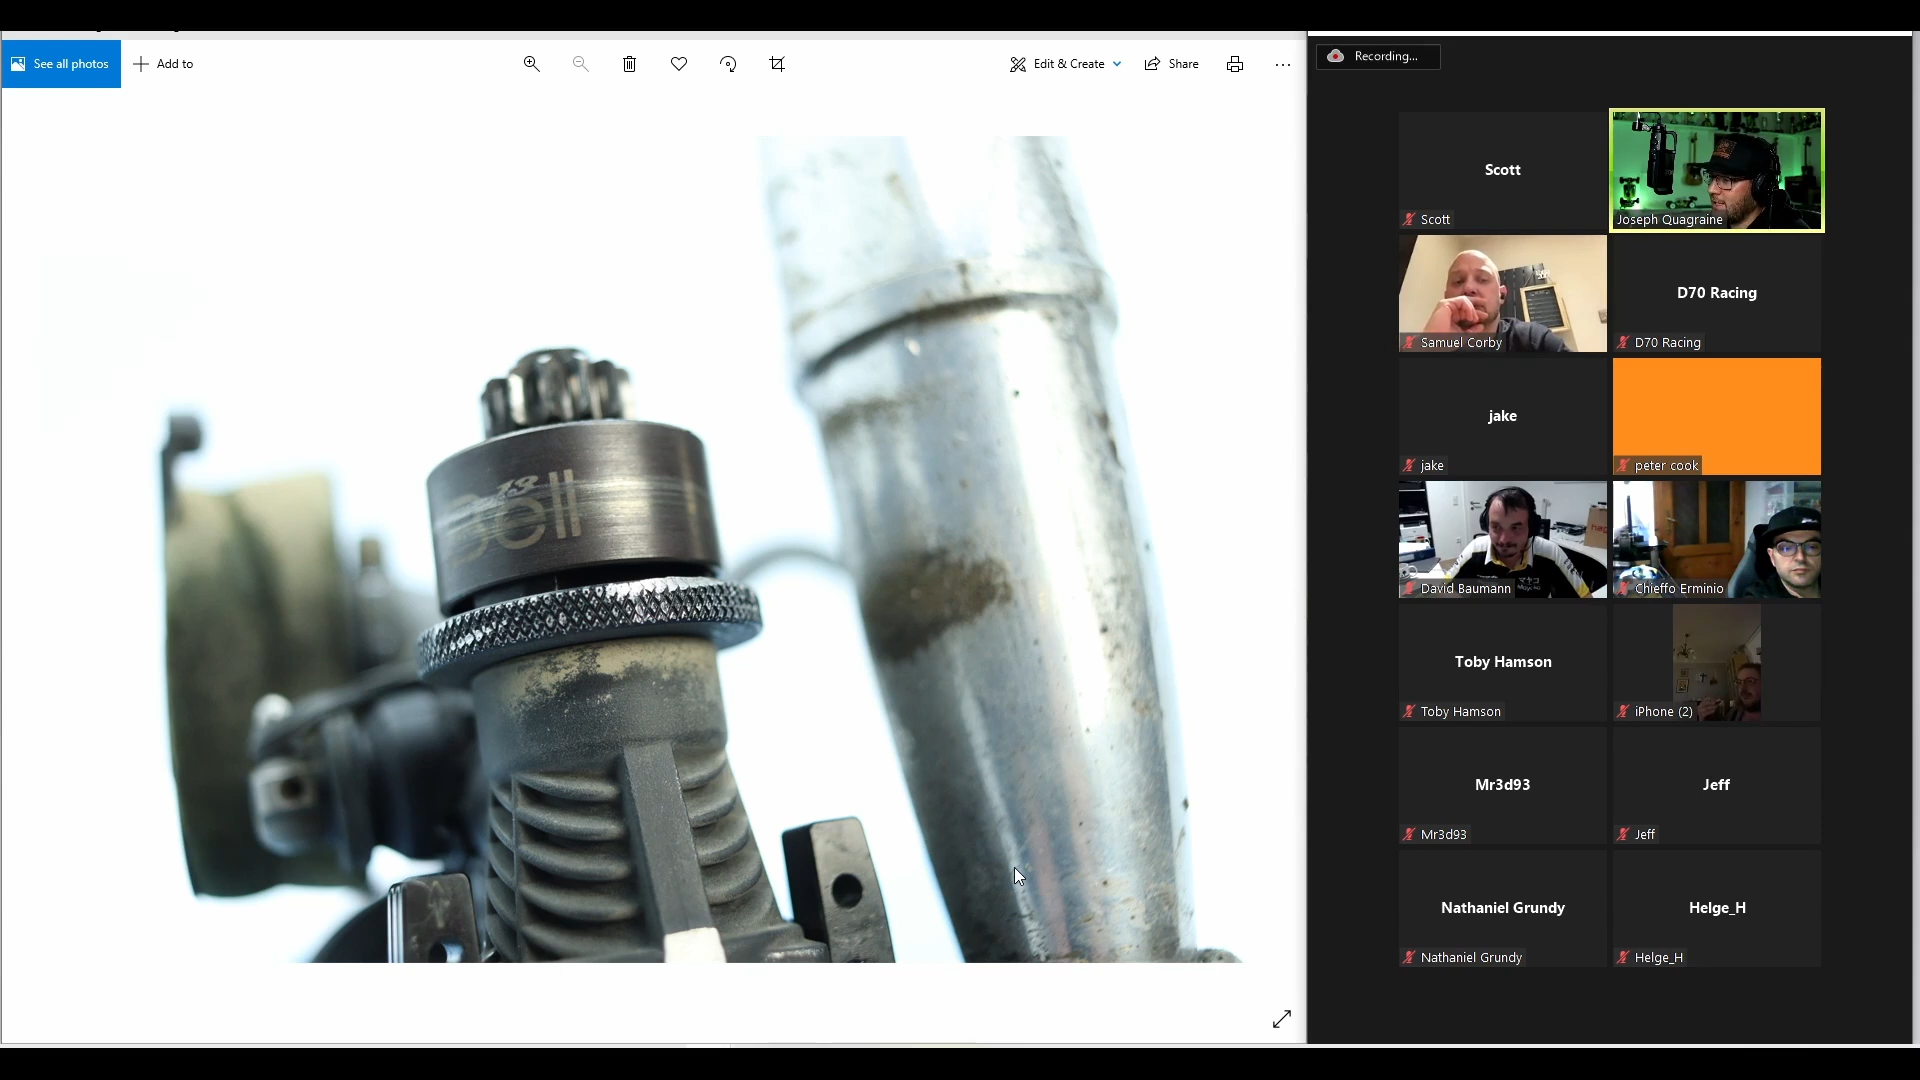 See all photos
Add to
Edit & Create
Share
Recording...
13
Scott
Scott
Joseph Quagraine
Samuel Corby
D70 Racing
D70 Racing
jake
jake
peter cook
David Baumann
Chieffo Erminio
Toby Hamson
Toby Hamson
iPhone (2)
Mr3d93
Mr3d93
Jeff
Jeff
Nathaniel Grundy
Nathaniel Grundy
Helge_H
Helge_H